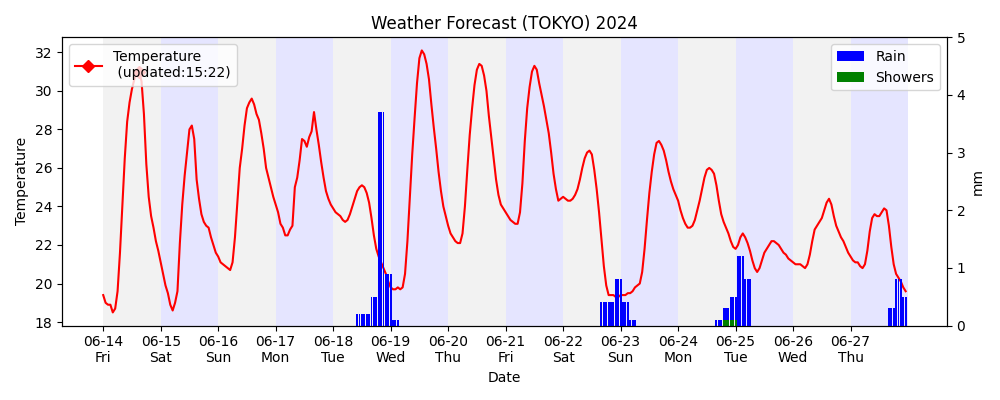 Weather Forecast (TOKYO) 2024
Temperature
(updated:15:22)
Rain
Showers
Temperature
32
30
28
26
24
22
20
18
5
4
3
2
1
0
mm
06-14 06-15 06-16 06-17 06-18 06-19 06-20 06-21 06-22 06-23 06-24 06-25 06-26 06-27
Fri Sat Sun Mon Tue Wed Thu Fri Sat Sun Mon Tue Wed Thu
Date